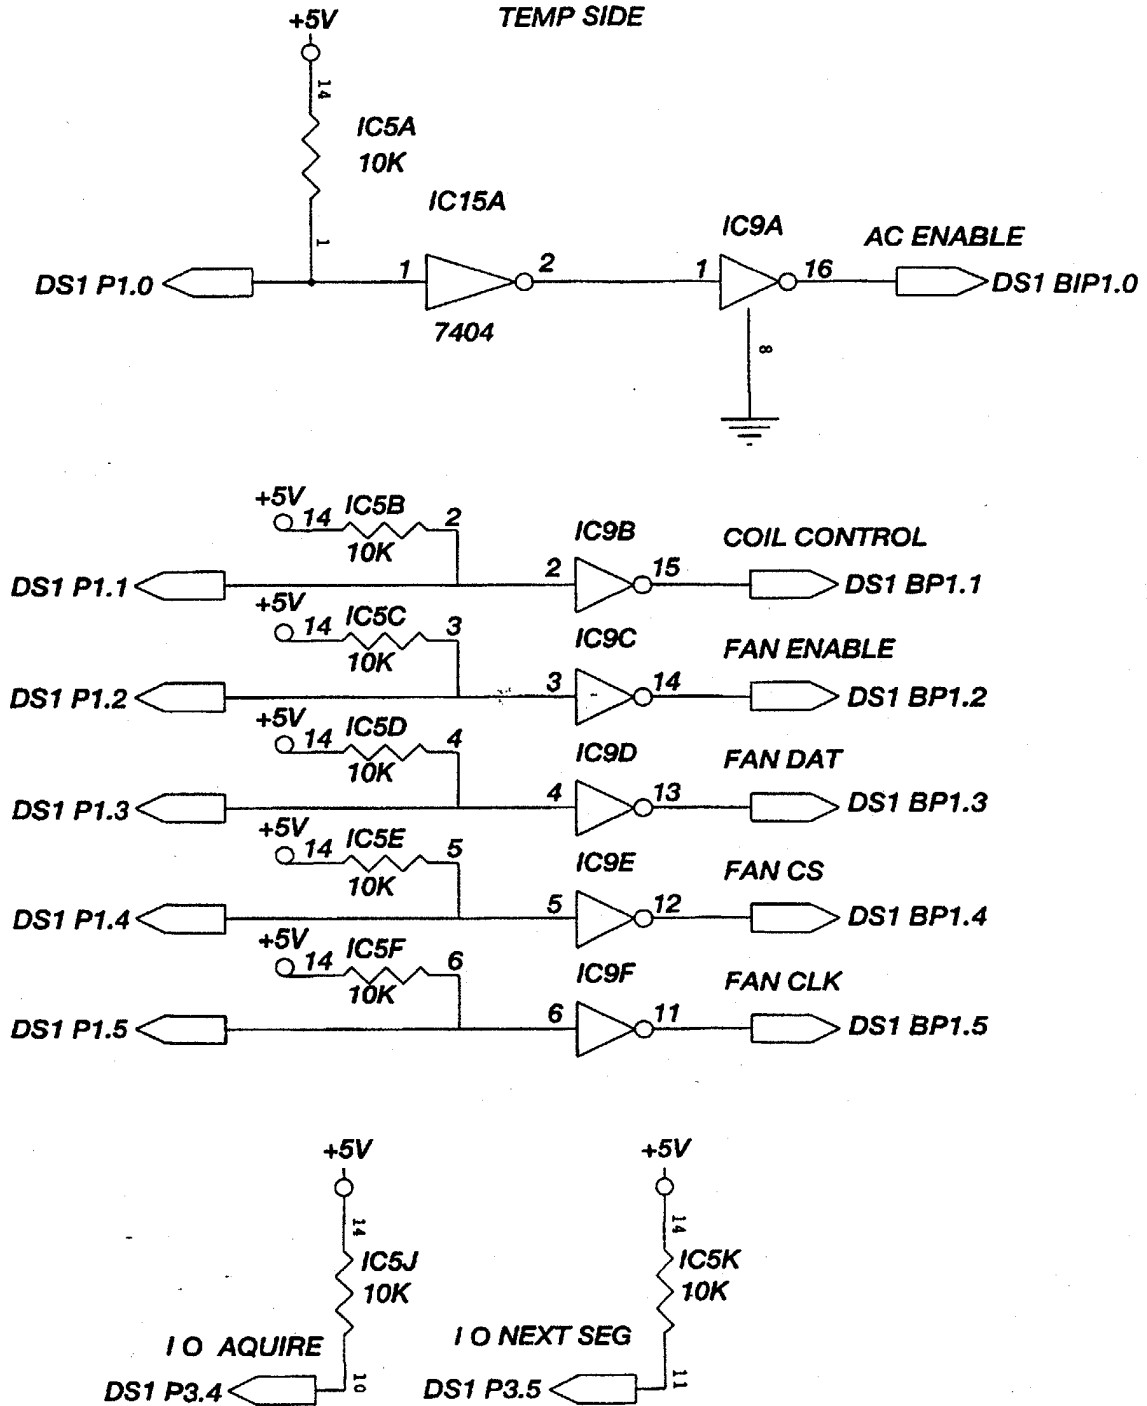 +5V
TEMP SIDE
14
IC5A
10K
IC15A
1
IC9A
AC ENABLE
DS1 P1.0
1
2
1
16
DS1 BIP1.0
7404
8
+5V
14
IC5B
2
10K
IC9B
COIL CONTROL
DS1 P1.1
2
15
DS1 BP1.1
+5V
14
IC5C
3
10K
IC9C
FAN ENABLE
DS1 P1.2
3
14
DS1 BP1.2
+5V
14
IC5D
4
10K
IC9D
FAN DAT
DS1 P1.3
4
13
DS1 BP1.3
+5V
14
IC5E
5
10K
IC9E
FAN CS
DS1 P1.4
5
12
DS1 BP1.4
+5V
14
IC5F
6
10K
IC9F
FAN CLK
DS1 P1.5
6
11
DS1 BP1.5
+5V
14
IC5J
10K
I O AQUIRE
10
DS1 P3.4
+5V
14
IC5K
10K
I O NEXT SEG
11
DS1 P3.5